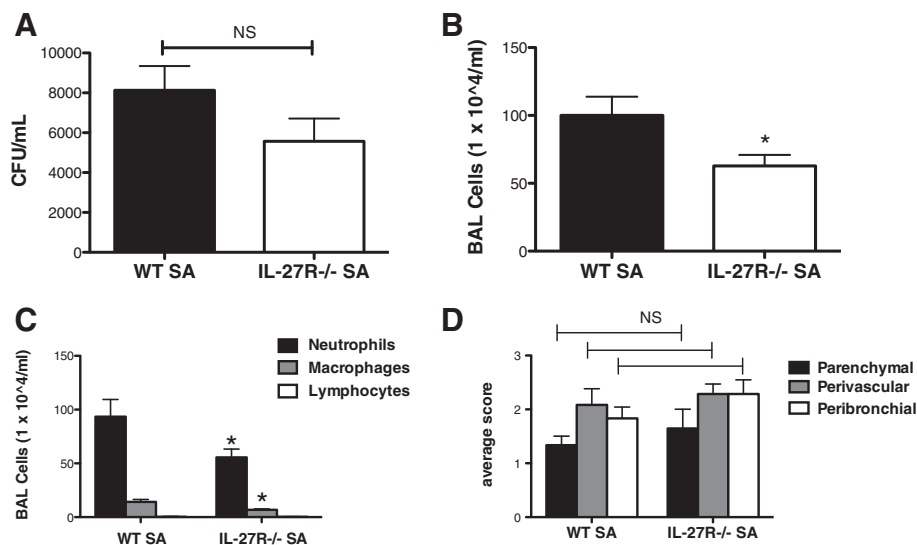 A
NS
CFU/mL
10000
8000
6000
4000
2000
0
WT SA
IL-27R-/- SA
B
BAL Cells (1 x 10^4/ml)
150
100
50
0
*
WT SA
IL-27R-/- SA
C
BAL Cells (1 x 10^4/ml)
150
100
50
0
Neutrophils
Macrophages
Lymphocytes
*
*
WT SA
IL-27R-/- SA
D
NS
average score
3
2
1
0
Parenchymal
Perivascular
Peribronchial
WT SA
IL-27R-/- SA